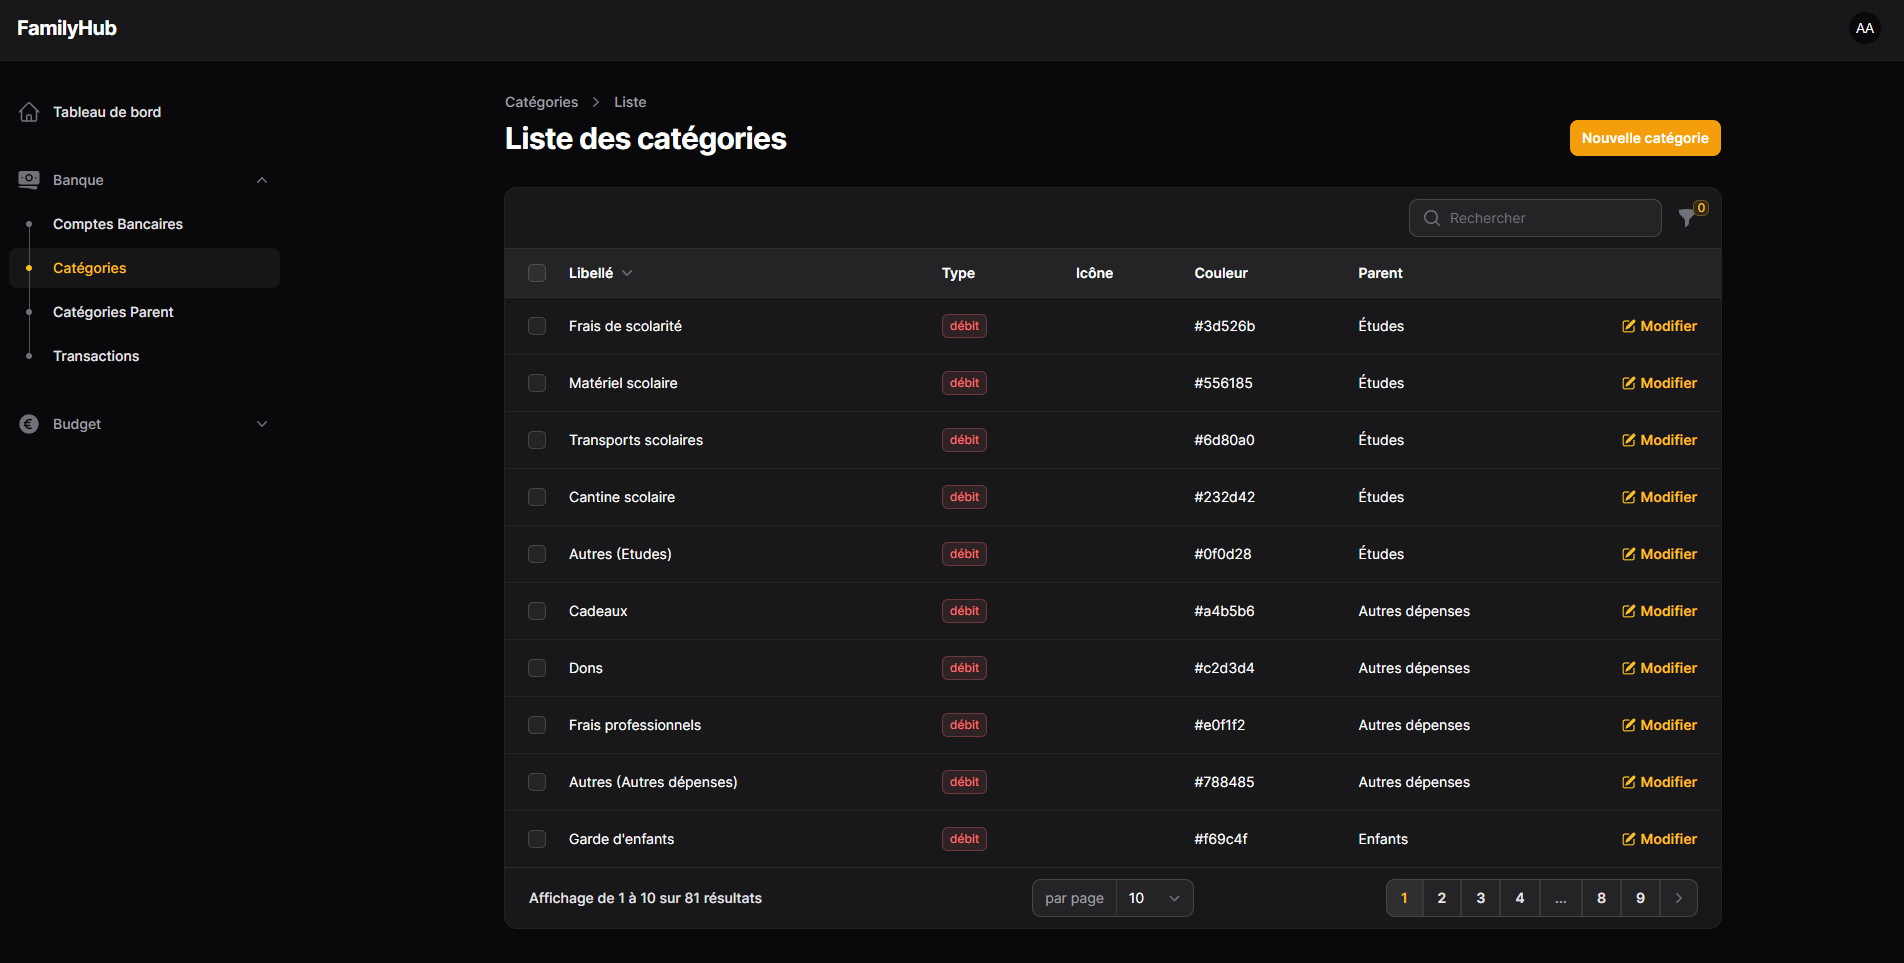 FamilyHub
AA
Tableau de bord
Banque
Comptes Bancaires
Catégories
Catégories Parent
Transactions
Budget
Catégories > Liste
Liste des catégories
Nouvelle catégorie
Rechercher
0
Libellé Type Icône Couleur Parent
Frais de scolarité débit #3d526b Études Modifier
Matériel scolaire débit #556185 Études Modifier
Transports scolaires débit #6d80a0 Études Modifier
Cantine scolaire débit #232d42 Études Modifier
Autres (Etudes) débit #0f0d28 Études Modifier
Cadeaux débit #a4b5b6 Autres dépenses Modifier
Dons débit #c2d3d4 Autres dépenses Modifier
Frais professionnels débit #e0f1f2 Autres dépenses Modifier
Autres (Autres dépenses) débit #788485 Autres dépenses Modifier
Garde d'enfants débit #f69c4f Enfants Modifier
Affichage de 1 à 10 sur 81 résultats par page 10 1 2 3 4 ... 8 9